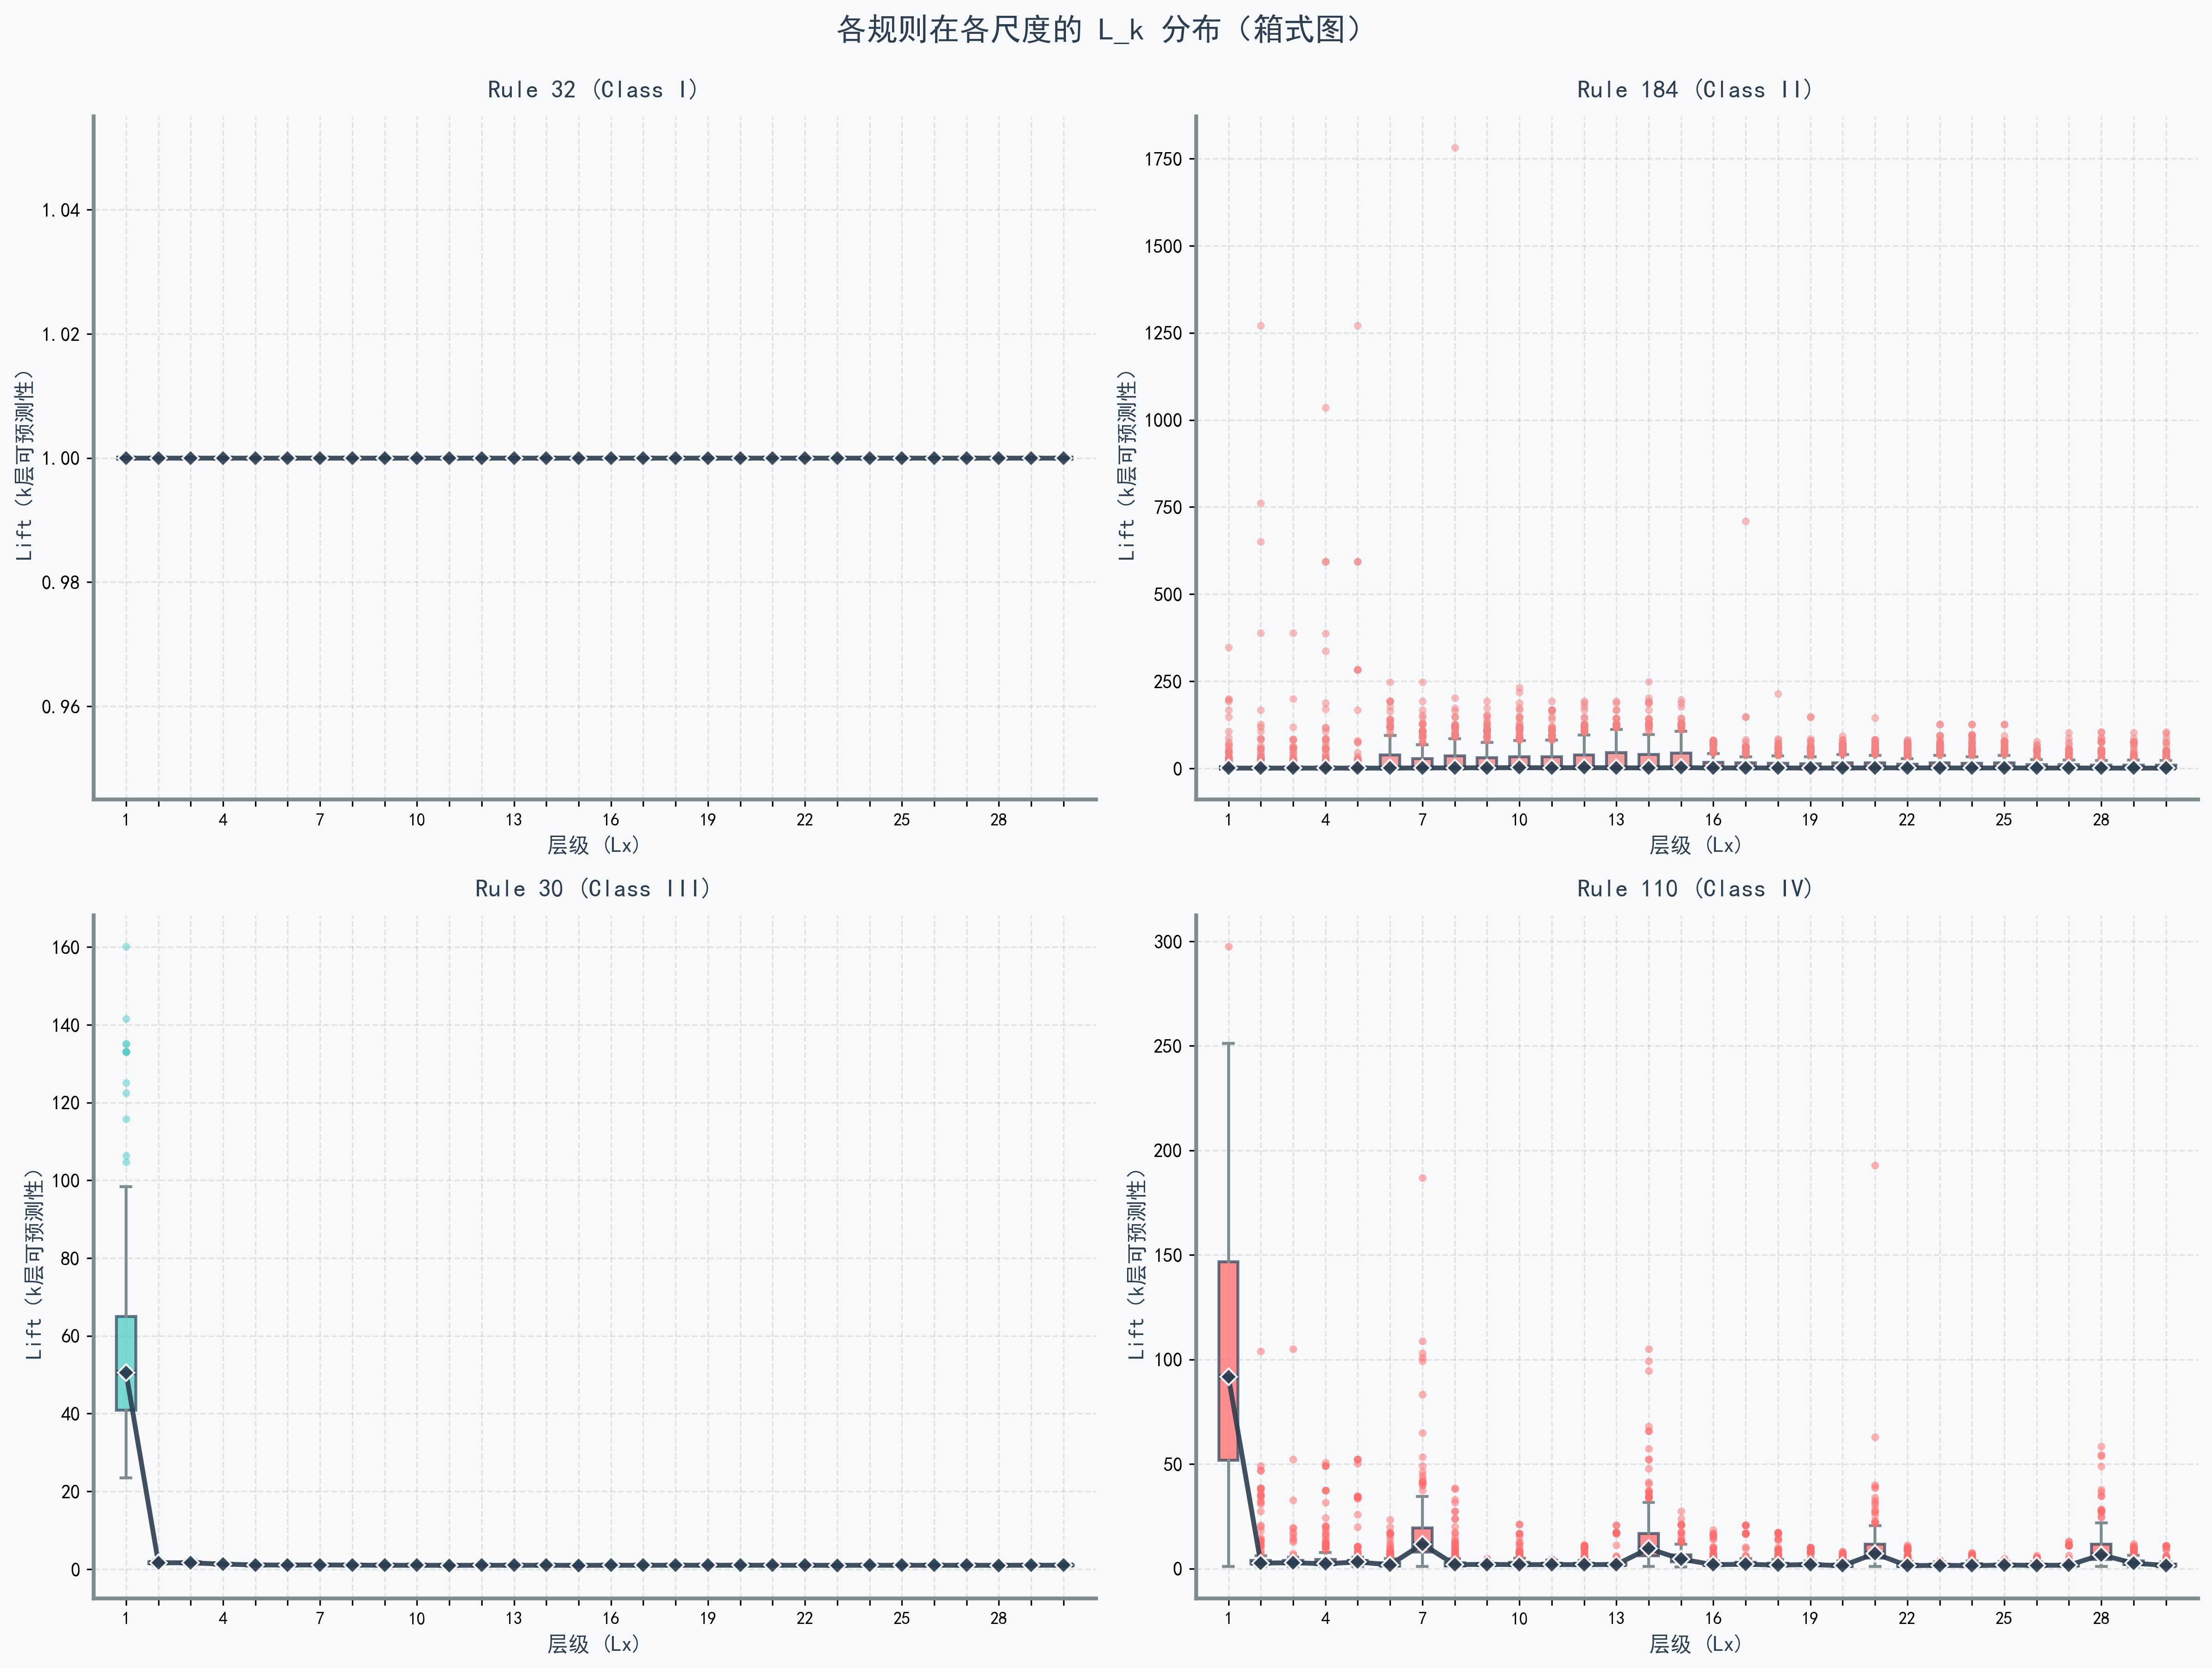 各规则在各尺度的 L_k 分布（箱式图）
Rule 32 (Class I)
1.04
1.02
1.00
0.98
0.96
Lift（k层可预测性）
1 4 7 10 13 16 19 22 25 28
层级 (Lx)
Rule 184 (Class II)
1750
1500
1250
1000
750
500
250
0
Lift（k层可预测性）
1 4 7 10 13 16 19 22 25 28
层级 (Lx)
Rule 30 (Class III)
160
140
120
100
80
60
40
20
0
Lift（k层可预测性）
1 4 7 10 13 16 19 22 25 28
层级 (Lx)
Rule 110 (Class IV)
300
250
200
150
100
50
0
Lift（k层可预测性）
1 4 7 10 13 16 19 22 25 28
层级 (Lx)